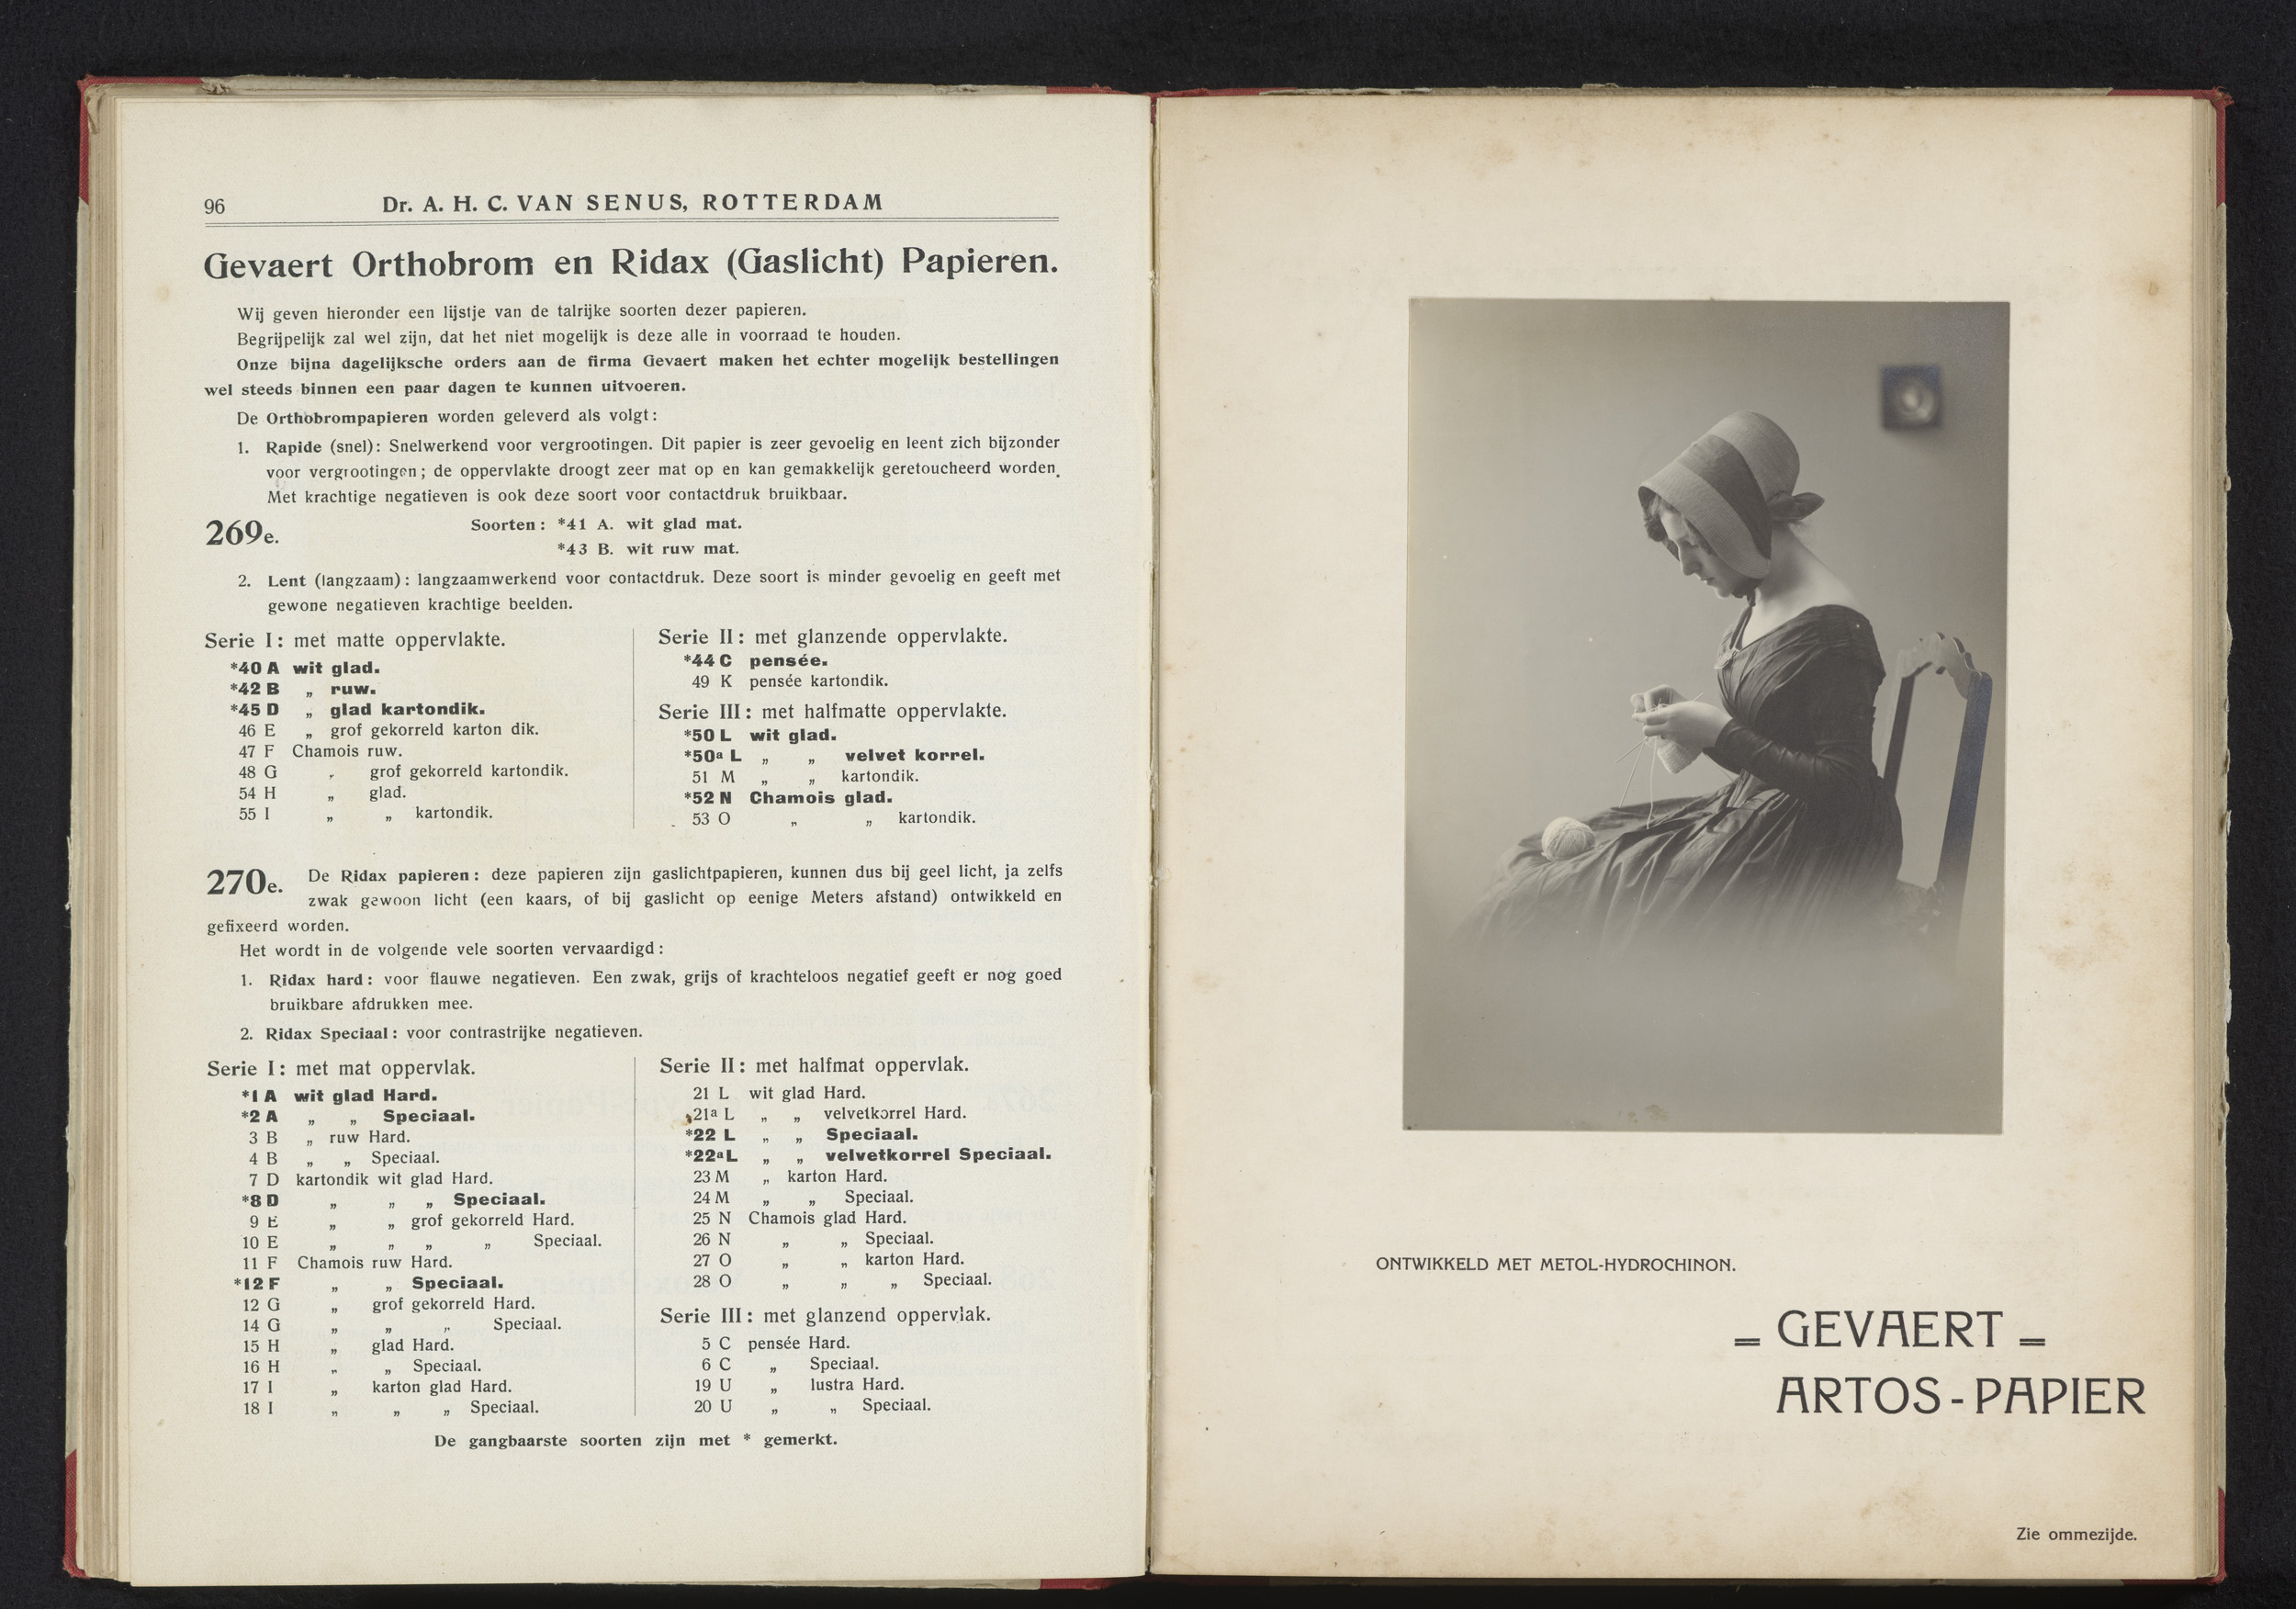 96
Dr. A. H. C. VAN SENUS, ROTTERDAM
Gevaert Orthobrom en Ridax (Gaslicht) Papieren.
Wij geven hieronder een lijstje van de talrijke soorten dezer papieren.
Begrijpelijk zal wel zijn, dat het niet mogelijk is deze alle in voorraad te houden.
Onze bijna dagelijksche orders aan de firma Gevaert maken het echter mogelijk bestellingen
wel steeds binnen een paar dagen te kunnen uitvoeren.
De Orthobrompapieren worden geleverd als volgt:
1. Rapide (snel): Snelwerkend voor vergrootingen. Dit papier is zeer gevoelig en leent zich bijzonder
voor vergrootingen; de oppervlakte droogt zeer mat op en kan gemakkelijk geretoucheerd worden.
Met krachtige negatieven is ook deze soort voor contactdruk bruikbaar.
269e.
Soorten: *41 A. wit glad mat.
*43 B. wit ruw mat.
2. Lent (langzaam): langzaamwerkend voor contactdruk. Deze soort is minder gevoelig en geeft met
gewone negatieven krachtige beelden.
Serie I: met matte oppervlakte.
*40 A wit glad.
*42 B „ ruw.
*45 D „ glad kartondik.
46 E „ grof gekorreld karton dik.
47 F Chamois ruw.
48 G „ grof gekorreld kartondik.
54 H „ glad.
55 I „ „ kartondik.
Serie II: met glanzende oppervlakte.
*44 C pensée.
49 K pensée kartondik.
Serie III: met halfmatte oppervlakte.
*50 L wit glad.
*50a L „ „ velvet korrel.
51 M „ „ kartondik.
*52 N Chamois glad.
53 O „ „ kartondik.
270e. De Ridax papieren: deze papieren zijn gaslichtpapieren, kunnen dus bij geel licht, ja zelfs
zwak gewoon licht (een kaars, of bij gaslicht op eenige Meters afstand) ontwikkeld en
gefixeerd worden.
Het wordt in de volgende vele soorten vervaardigd:
1. Ridax hard: voor flauwe negatieven. Een zwak, grijs of krachteloos negatief geeft er nog goed
bruikbare afdrukken mee.
2. Ridax Speciaal: voor contrastrijke negatieven.
Serie I: met mat oppervlak.
*1 A wit glad Hard.
*2 A „ „ Speciaal.
3 B „ ruw Hard.
4 B „ „ Speciaal.
7 D kartondik wit glad Hard.
*8 D „ „ „ Speciaal.
9 E „ „ grof gekorreld Hard.
10 E „ „ „ „ Speciaal.
11 F Chamois ruw Hard.
*12 F „ „ Speciaal.
12 G „ grof gekorreld Hard.
14 G „ „ „ Speciaal.
15 H „ glad Hard.
16 H „ „ Speciaal.
17 I „ karton glad Hard.
18 I „ „ „ Speciaal.
Serie II: met halfmat oppervlak.
21 L wit glad Hard.
21a L „ „ velvetkorrel Hard.
*22 L „ „ Speciaal.
*22a L „ „ velvetkorrel Speciaal.
23 M „ karton Hard.
24 M „ „ Speciaal.
25 N Chamois glad Hard.
26 N „ „ Speciaal.
27 O „ „ karton Hard.
28 O „ „ „ Speciaal.
Serie III: met glanzend oppervlak.
5 C pensée Hard.
6 C „ Speciaal.
19 U „ lustra Hard.
20 U „ „ Speciaal.
De gangbaarste soorten zijn met * gemerkt.
ONTWIKKELD MET METOL-HYDROCHINON.
= GEVAERT =
ARTOS-PAPIER
Zie ommezijde.